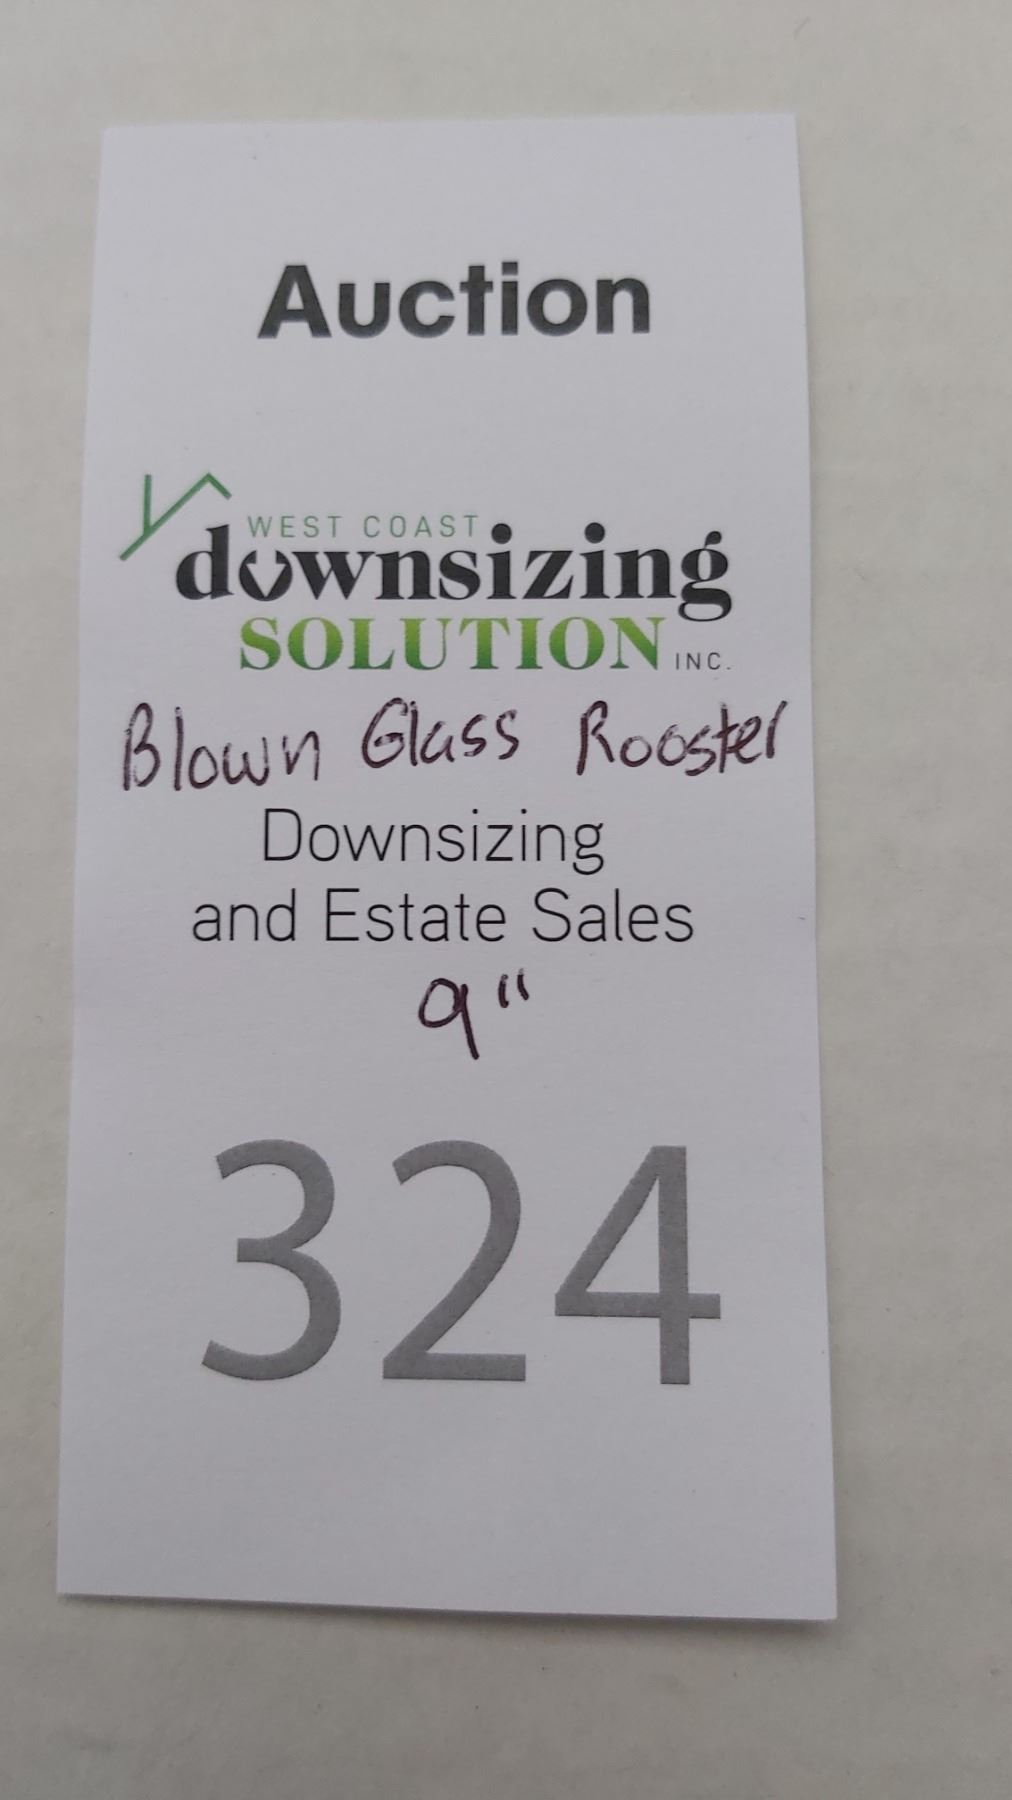 Auction
WEST COAST
downsizing
SOLUTION INC.
Blown Glass Rooster
Downsizing
and Estate Sales
9"
324